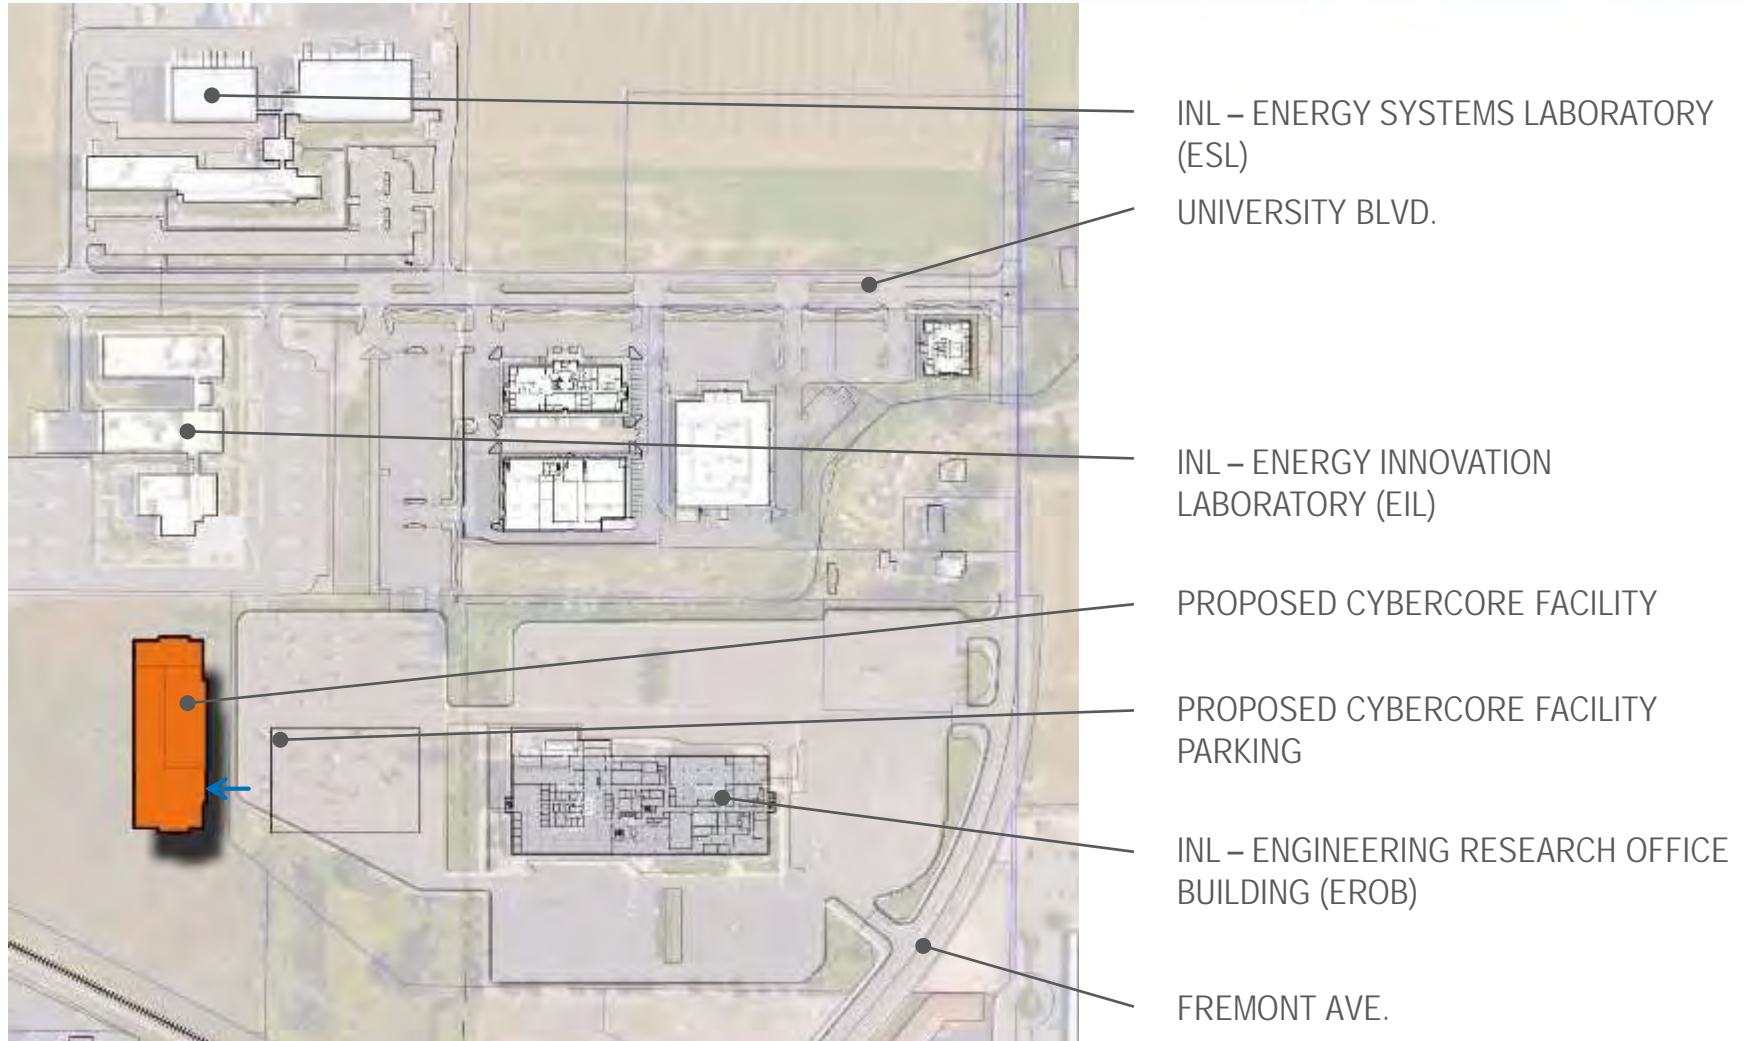 INL – ENERGY SYSTEMS LABORATORY
(ESL)
UNIVERSITY BLVD.
INL – ENERGY INNOVATION
LABORATORY (EIL)
PROPOSED CYBERCORE FACILITY
PROPOSED CYBERCORE FACILITY
PARKING
INL – ENGINEERING RESEARCH OFFICE
BUILDING (EROB)
FREMONT AVE.